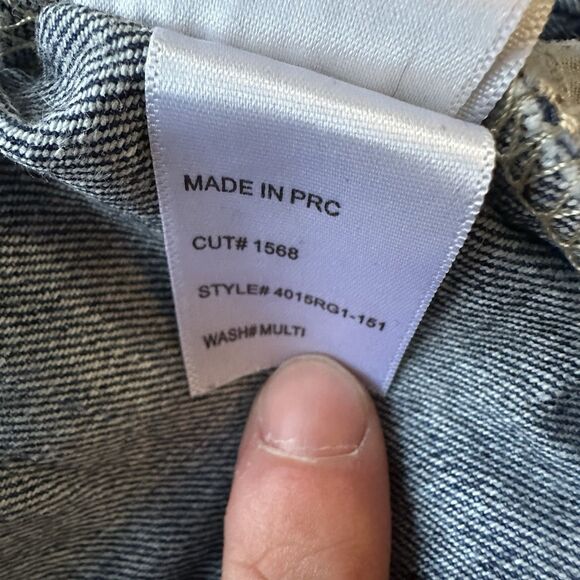 MADE IN PRC
CUT# 1568
STYLE# 4015RG1-151
WASH# MULTI